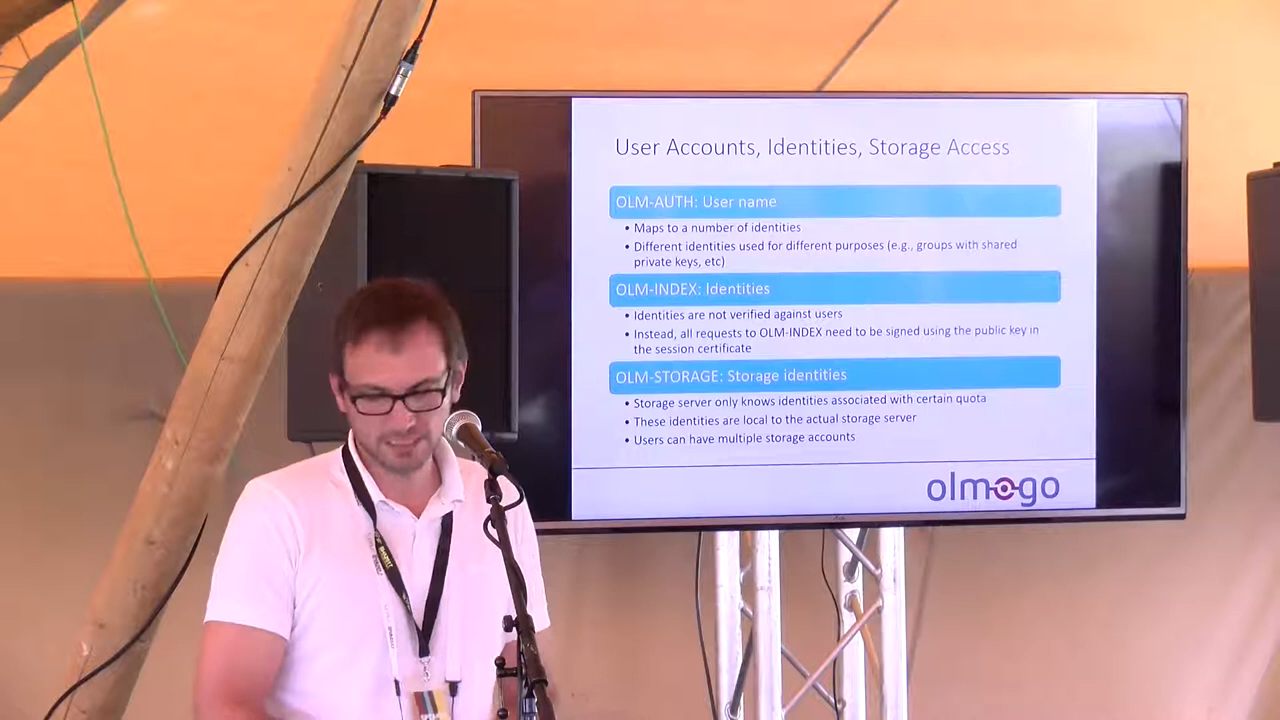 User Accounts, Identities, Storage Access
OLM-AUTH: User name
• Maps to a number of identities
• Different identities used for different purposes (e.g., groups with shared
private keys, etc)
OLM-INDEX: Identities
• Identities are not verified against users
• Instead, all requests to OLM-INDEX need to be signed using the public key in
the session certificate
OLM-STORAGE: Storage identities
• Storage server only knows identities associated with certain quota
• These identities are local to the actual storage server
• Users can have multiple storage accounts
olmogo